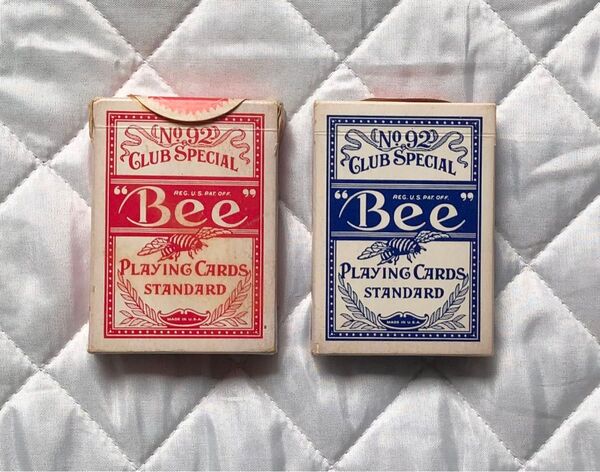 No 92
CLUB SPECIAL
REG. U.S. PAT. OFF.
"Bee"
PLAYING CARDS
STANDARD
MADE IN U.S.A.
No 92
CLUB SPECIAL
REG. U.S. PAT. OFF.
"Bee"
PLAYING CARDS
STANDARD
MADE IN U.S.A.